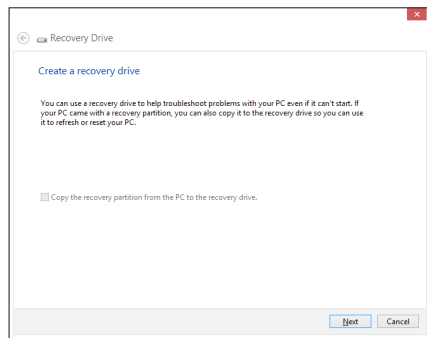 Recovery Drive
Create a recovery drive
You can use a recovery drive to help troubleshoot problems with your PC even if it can't start. If
your PC came with a recovery partition, you can also copy it to the recovery drive so you can use
it to refresh or reset your PC.
Copy the recovery partition from the PC to the recovery drive.
Next Cancel